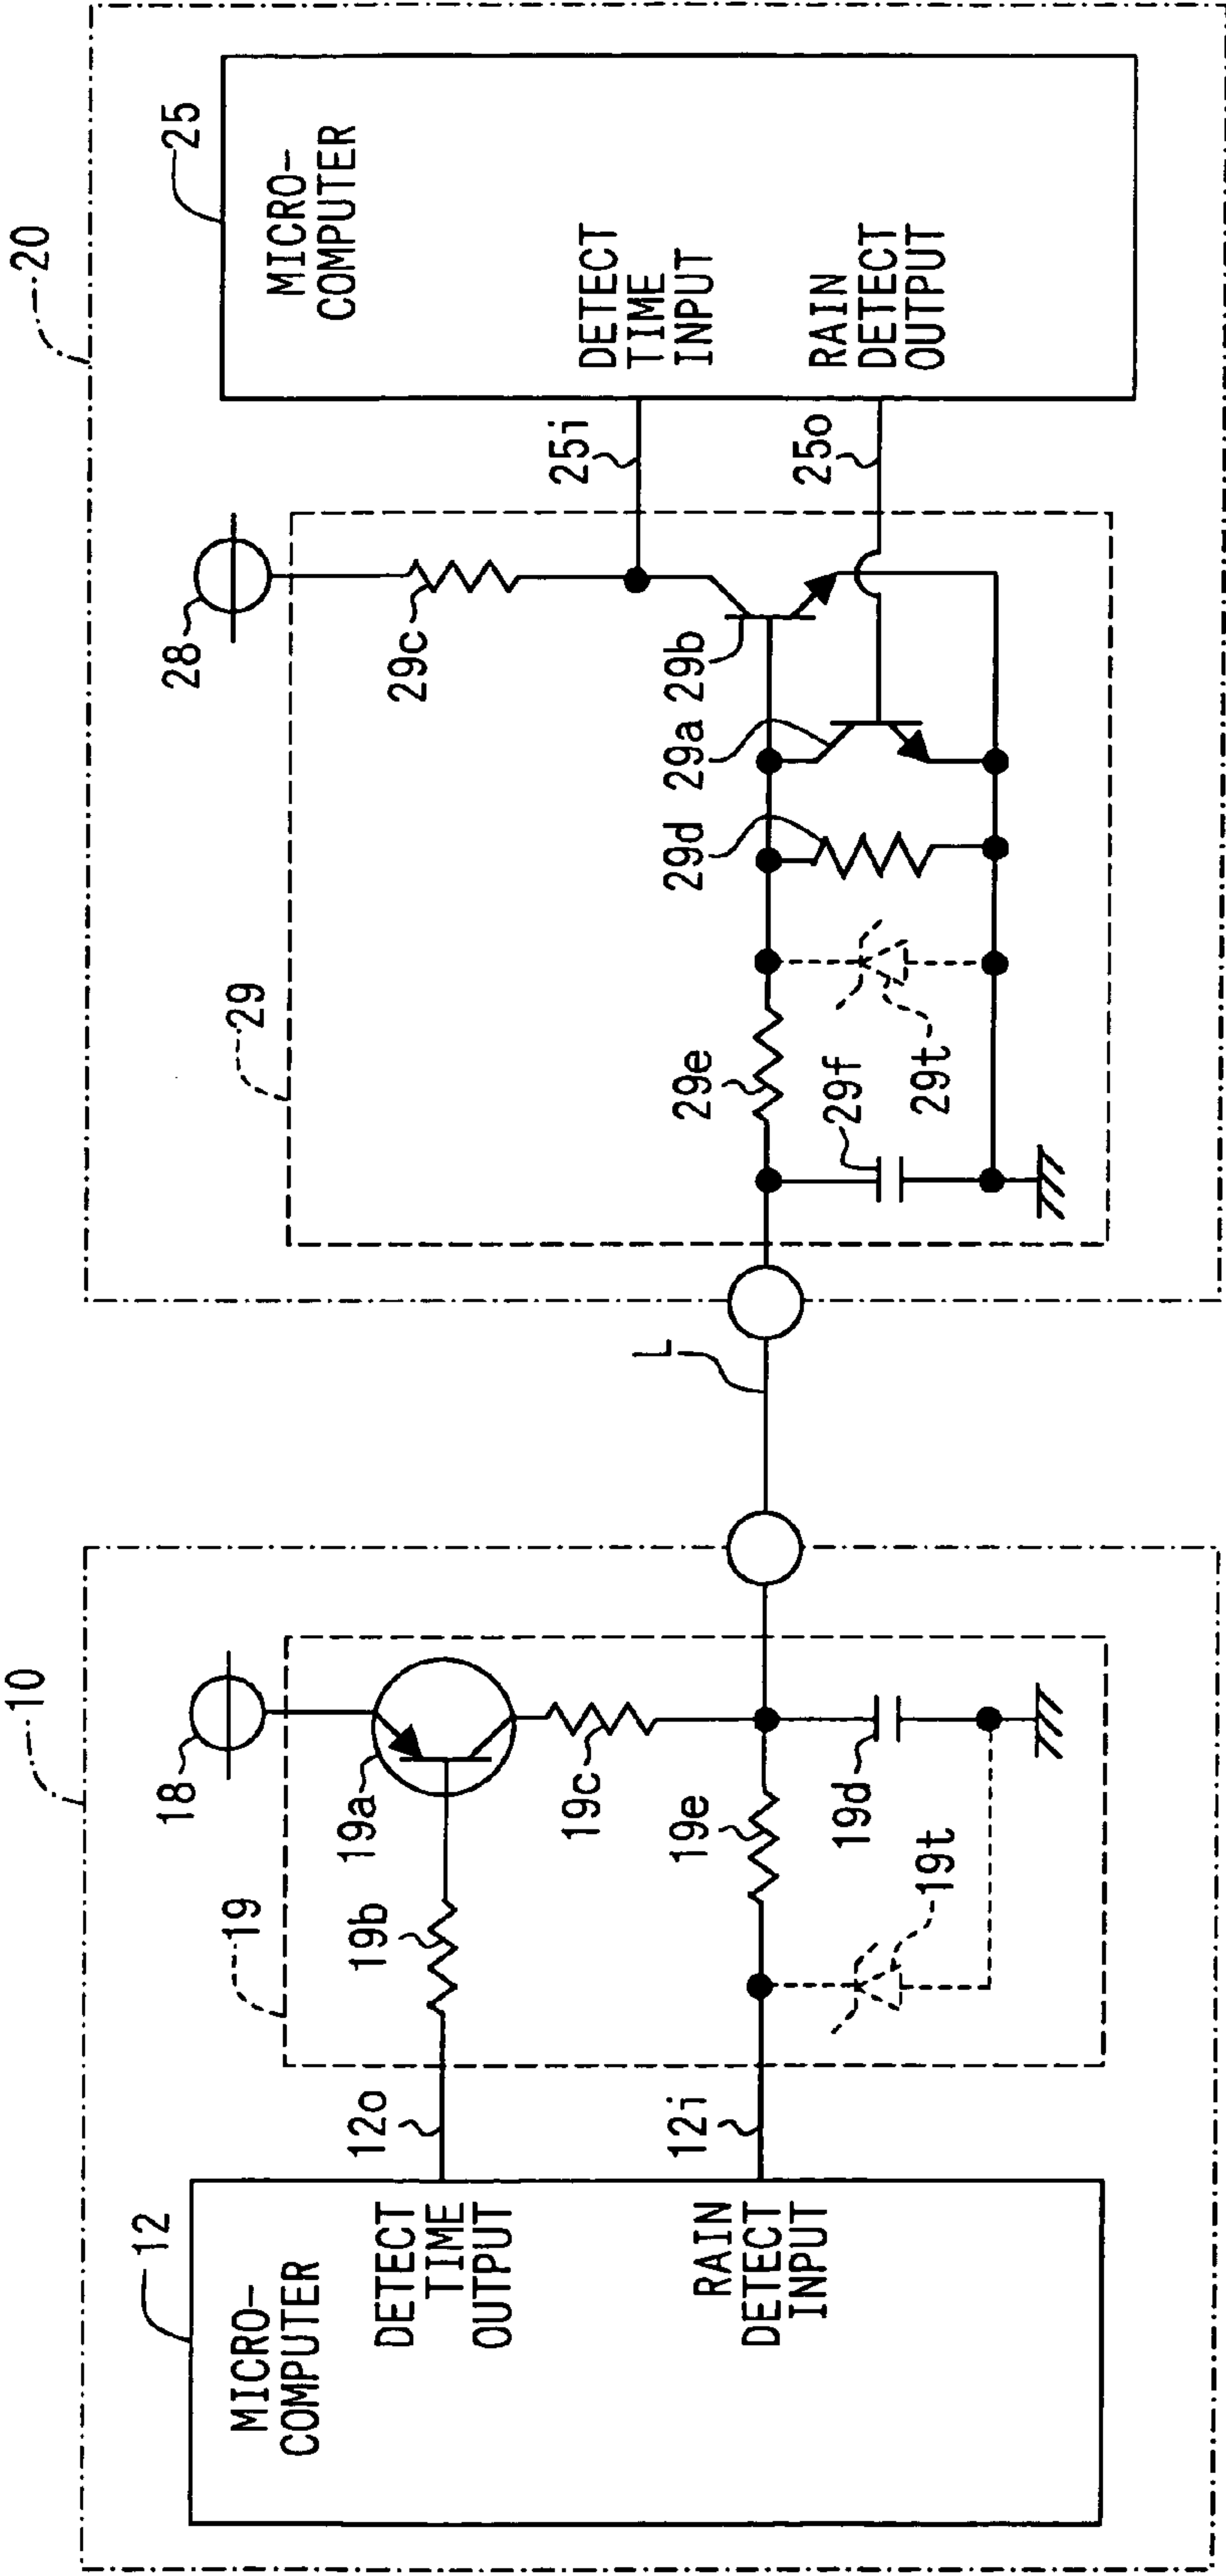 10
20
12
MICRO-
COMPUTER
DETECT
TIME
OUTPUT
RAIN
DETECT
INPUT
12o
12i
19
18
19a
19b
19c
19e
19d
19t
L
29
28
29c
29b
29a
29d
29e
29f
29t
25i
25o
25
MICRO-
COMPUTER
DETECT
TIME
INPUT
RAIN
DETECT
OUTPUT